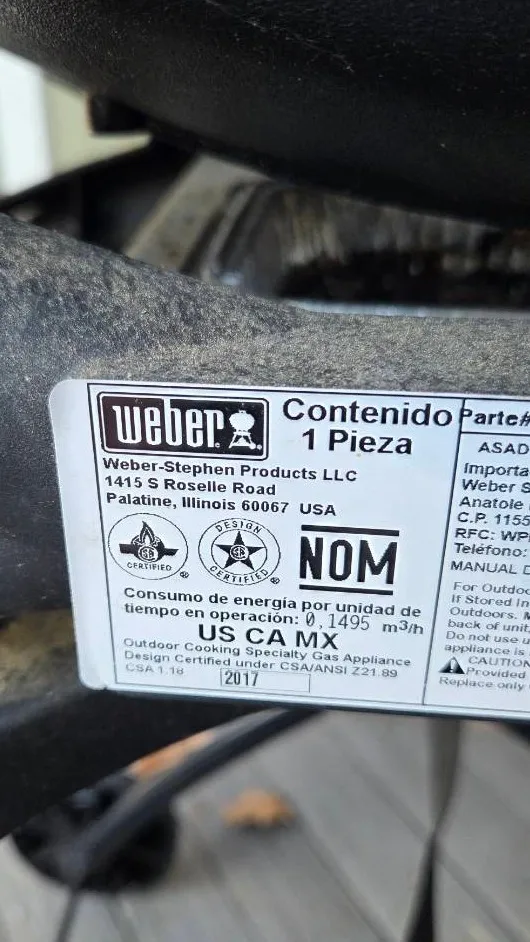 weber
Contenido
1 Pieza
Weber-Stephen Products LLC
1415 S Roselle Road
Palatine, Illinois 60067 USA
CERTIFIED
®
DESIGN
CERTIFIED
®
NOM
Consumo de energía por unidad de
tiempo en operación: 0,1495 m3/h
US CA MX
Outdoor Cooking Specialty Gas Appliance
Design Certified under CSA/ANSI Z21.89
CSA 1.18
2017
Parte#
ASAD
Importa
Weber S
Anatole
C.P. 1155
RFC: WP
Teléfono:
MANUAL D
For Outdoo
If Stored In
Outdoors.
back of unit
Do not use
appliance is
CAUTION
Provided
Replace only